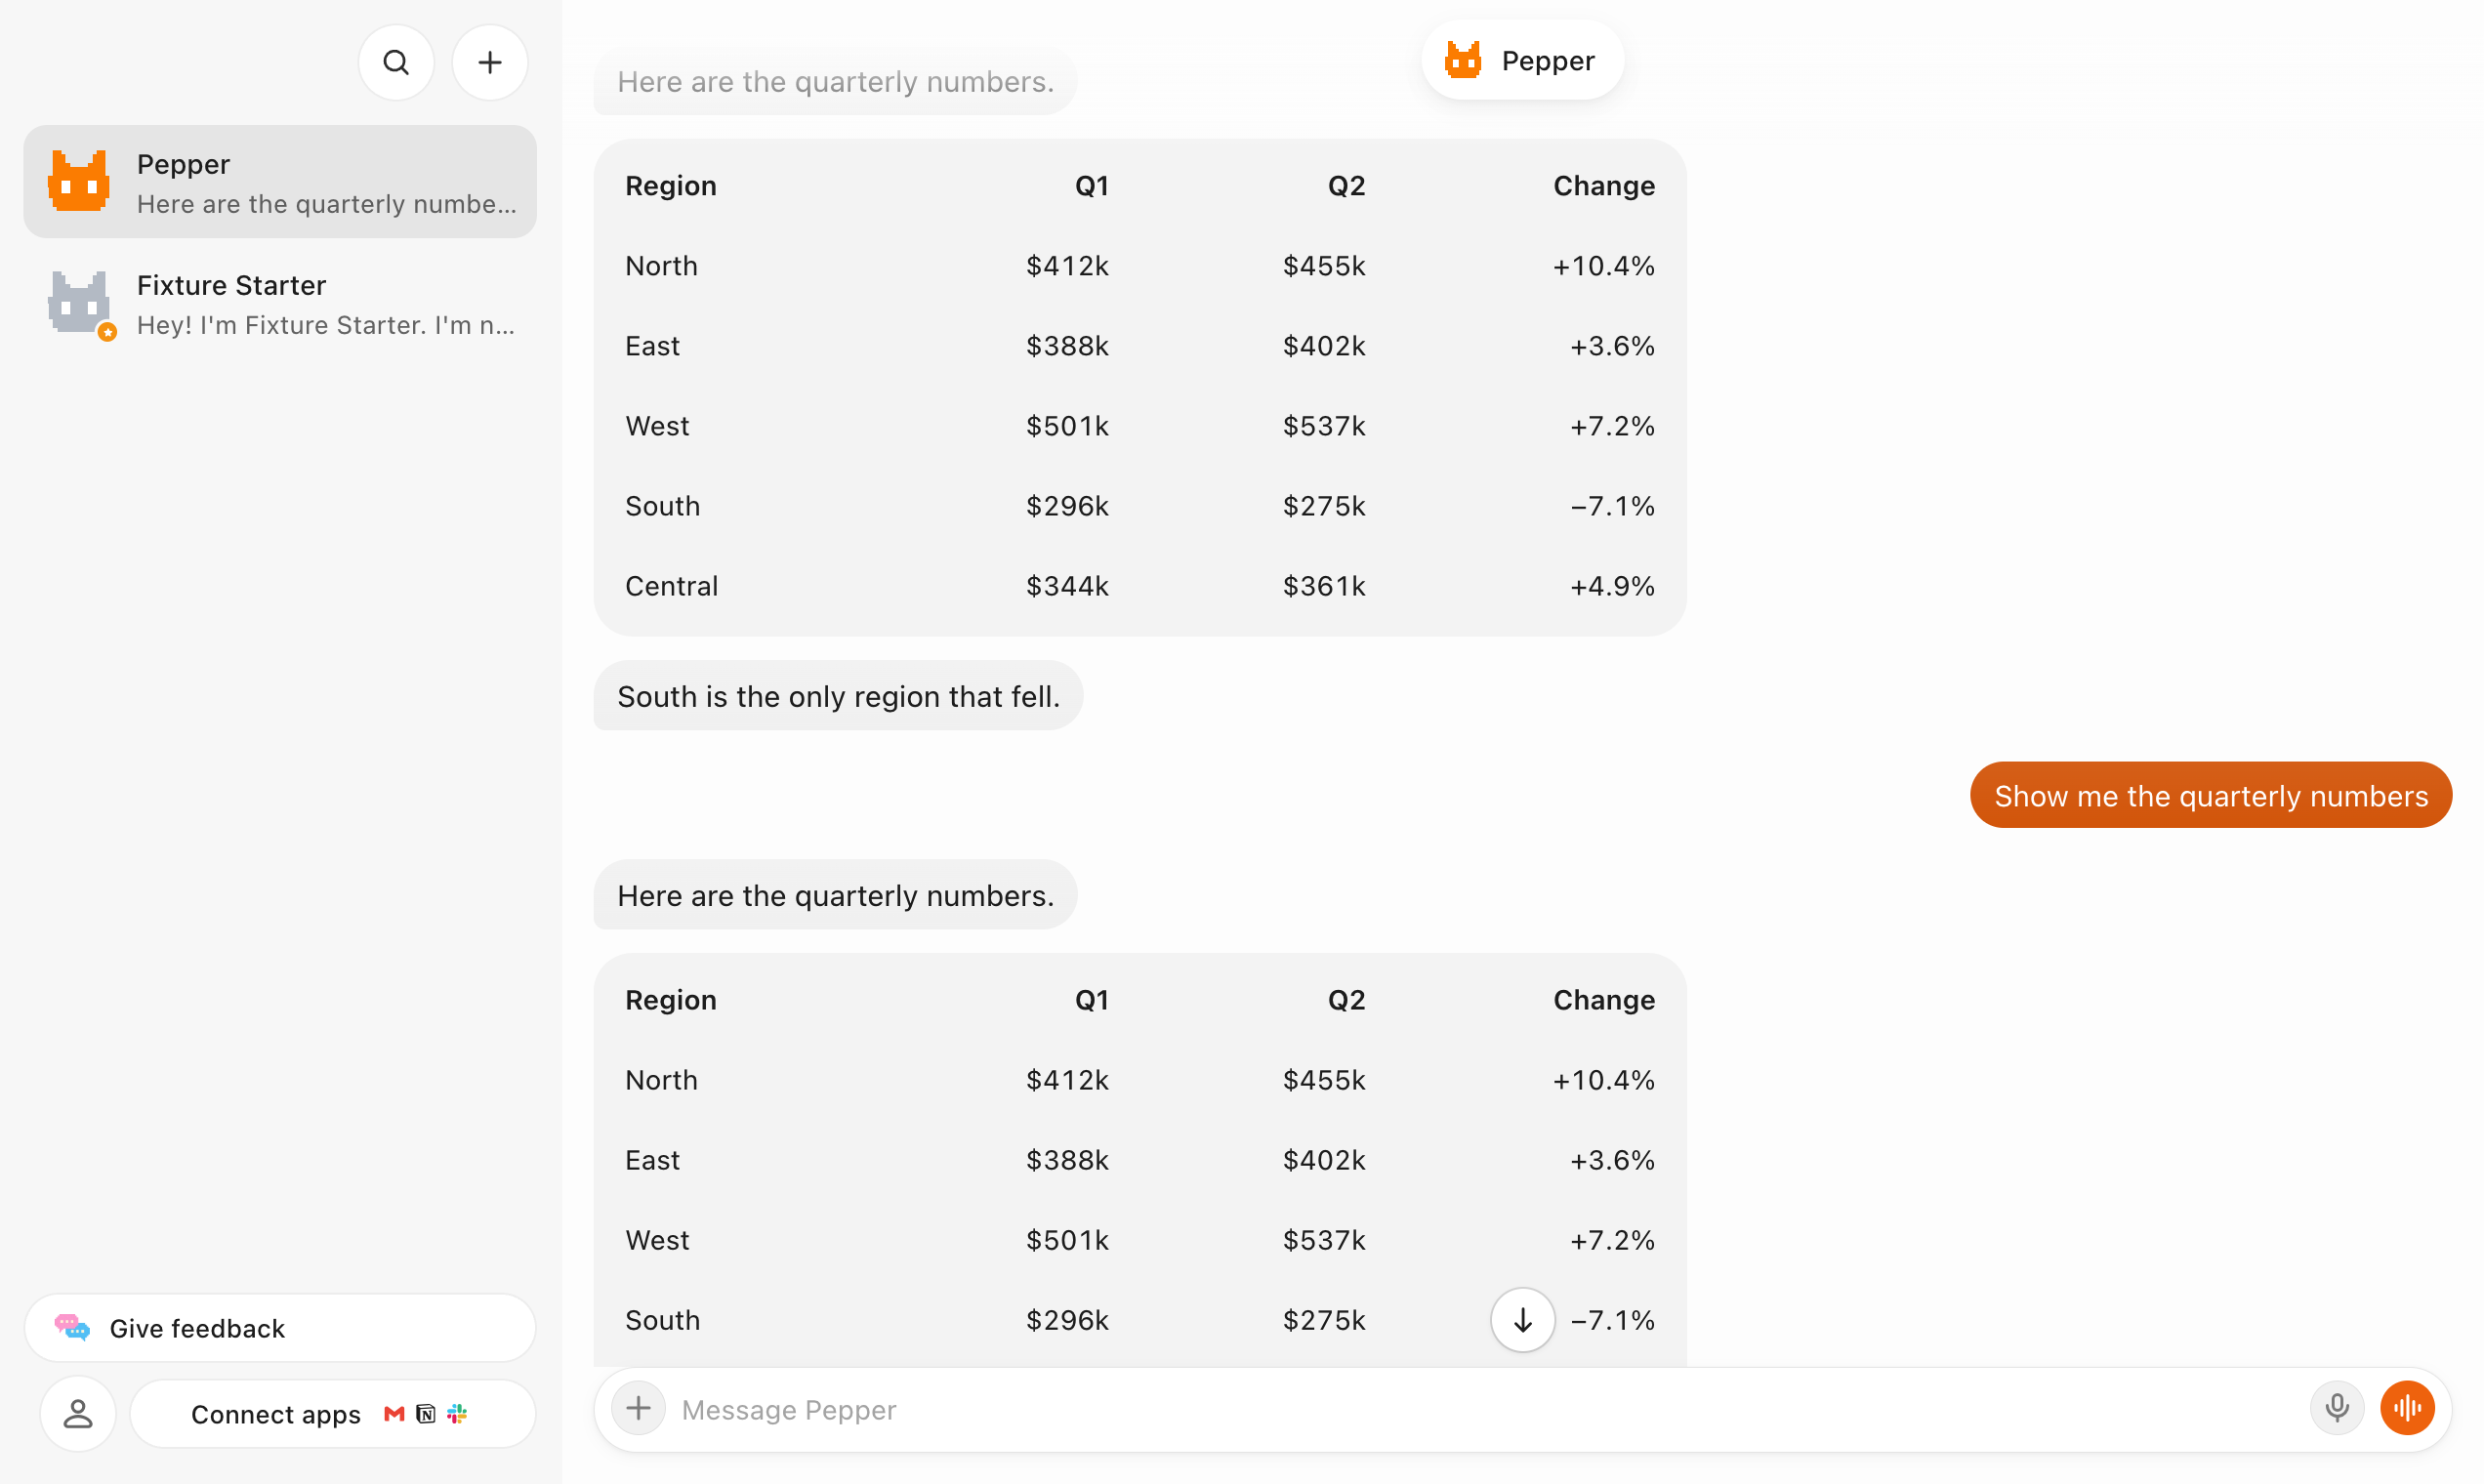 Pepper
Here are the quarterly numbe...
Fixture Starter
Hey! I'm Fixture Starter. I'm n...
Give feedback
Connect apps
Pepper
Here are the quarterly numbers.
Region Q1 Q2 Change
North $412k $455k +10.4%
East $388k $402k +3.6%
West $501k $537k +7.2%
South $296k $275k −7.1%
Central $344k $361k +4.9%
South is the only region that fell.
Show me the quarterly numbers
Here are the quarterly numbers.
Region Q1 Q2 Change
North $412k $455k +10.4%
East $388k $402k +3.6%
West $501k $537k +7.2%
South $296k $275k −7.1%
Message Pepper